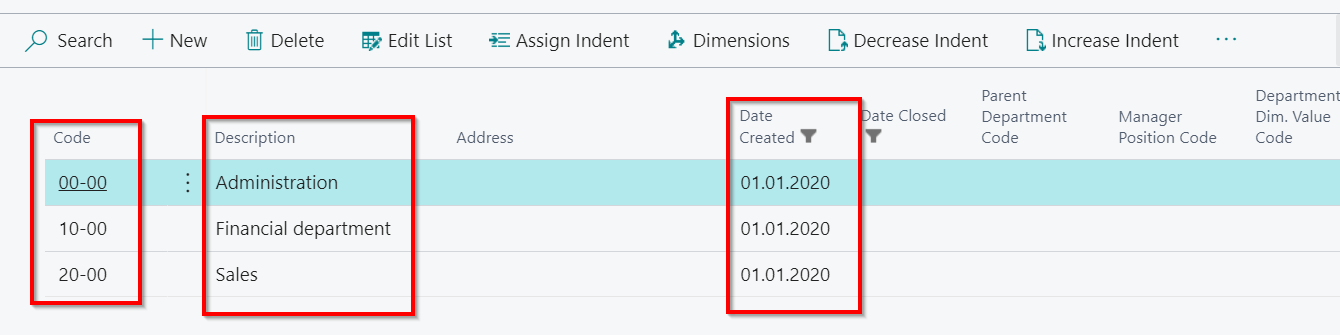 Search New Delete Edit List Assign Indent Dimensions Decrease Indent Increase Indent ...
Code Description Address Date Created Date Closed Parent Department Code Manager Position Code Department Dim. Value Code
00-00 Administration 01.01.2020
10-00 Financial department 01.01.2020
20-00 Sales 01.01.2020